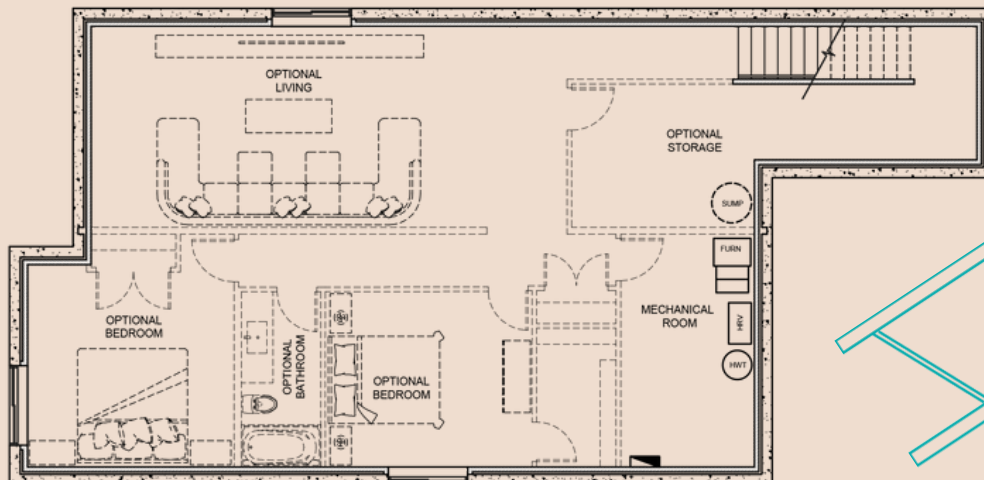 OPTIONAL
LIVING
OPTIONAL
STORAGE
SUMP
FURN
MECHANICAL
ROOM
HRV
HWT
OPTIONAL
BEDROOM
OPTIONAL
BATHROOM
OPTIONAL
BEDROOM